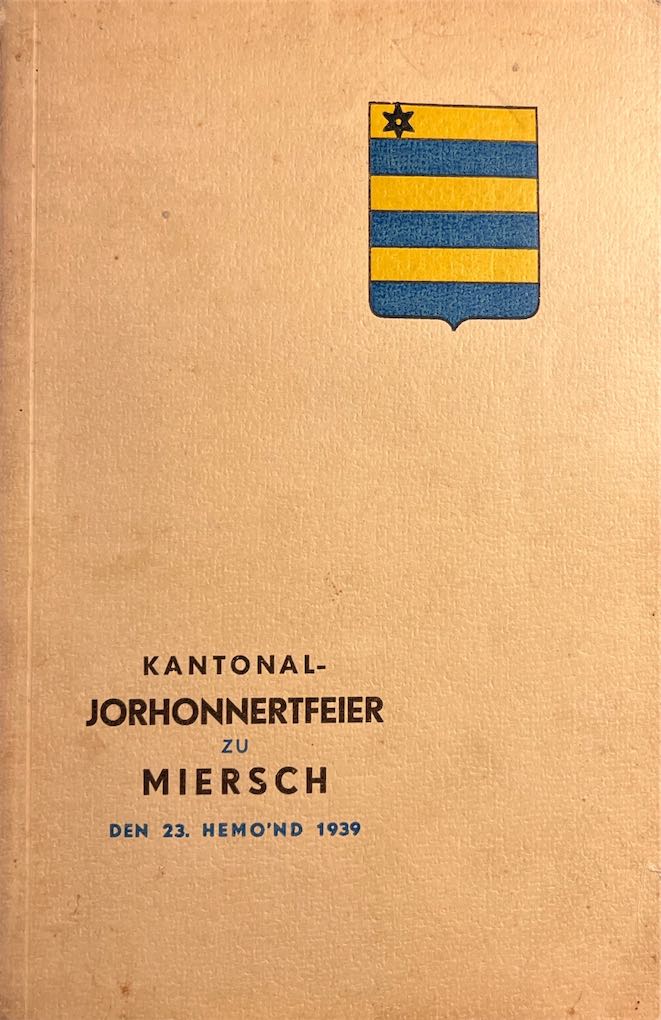 KANTONAL-
JORHONNERTFEIER
ZU
MIERSCH
DEN 23. HEMO'ND 1939